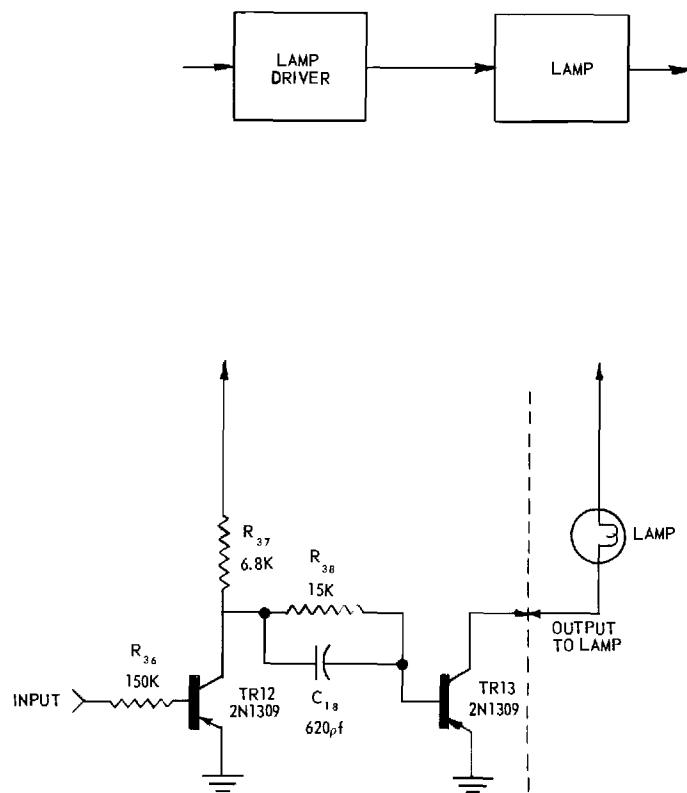 LAMP
DRIVER
LAMP
R37
6.8K
R38
15K
LAMP
OUTPUT
TO LAMP
R36
150K
INPUT
TR12
2N1309
C18
620ρf
TR13
2N1309